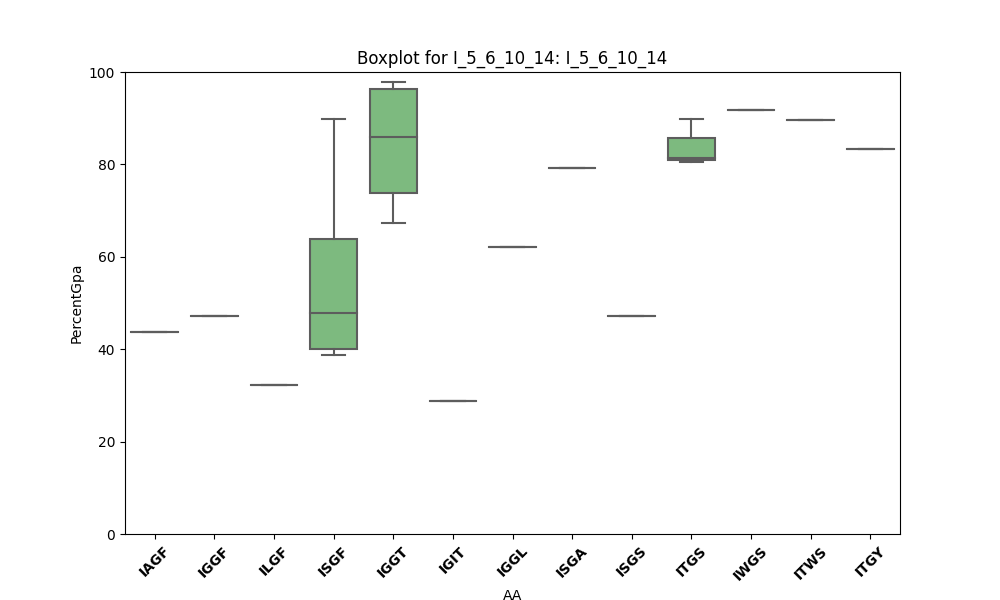 Boxplot for I_5_6_10_14: I_5_6_10_14
100
80
60
40
20
0
PercentGpa
IAGF
IGGF
ILGF
ISGF
IGGT
IGIT
IGGL
ISGA
ISGS
ITGS
IWGS
ITWS
ITGY
AA